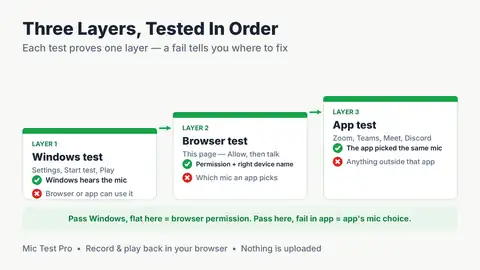 Three Layers, Tested In Order
Each test proves one layer — a fail tells you where to fix
LAYER 1
Windows test
Settings, Start test, Play
Windows hears the mic
Browser or app can use it
LAYER 2
Browser test
This page — Allow, then talk
Permission + right device name
Which mic an app picks
LAYER 3
App test
Zoom, Teams, Meet, Discord
The app picked the same mic
Anything outside that app
Pass Windows, flat here = browser permission. Pass here, fail in app = app's mic choice.
Mic Test Pro • Record & play back in your browser • Nothing is uploaded